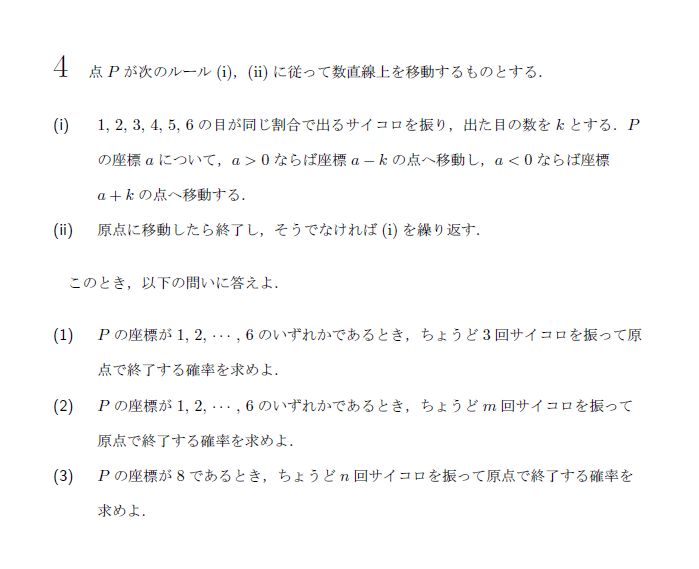 4 点 P が次のルール (i), (ii) に従って数直線上を移動するものとする.
(i) 1, 2, 3, 4, 5, 6 の目が同じ割合で出るサイコロを振り, 出た目の数を k とする. P
の座標 a について, a > 0 ならば座標 a − k の点へ移動し, a < 0 ならば座標
a + k の点へ移動する.
(ii) 原点に移動したら終了し, そうでなければ (i) を繰り返す.
このとき, 以下の問いに答えよ.
(1) P の座標が 1, 2, ⋯ , 6 のいずれかであるとき, ちょうど 3 回サイコロを振って原
点で終了する確率を求めよ.
(2) P の座標が 1, 2, ⋯ , 6 のいずれかであるとき, ちょうど m 回サイコロを振って
原点で終了する確率を求めよ.
(3) P の座標が 8 であるとき, ちょうど n 回サイコロを振って原点で終了する確率を
求めよ.